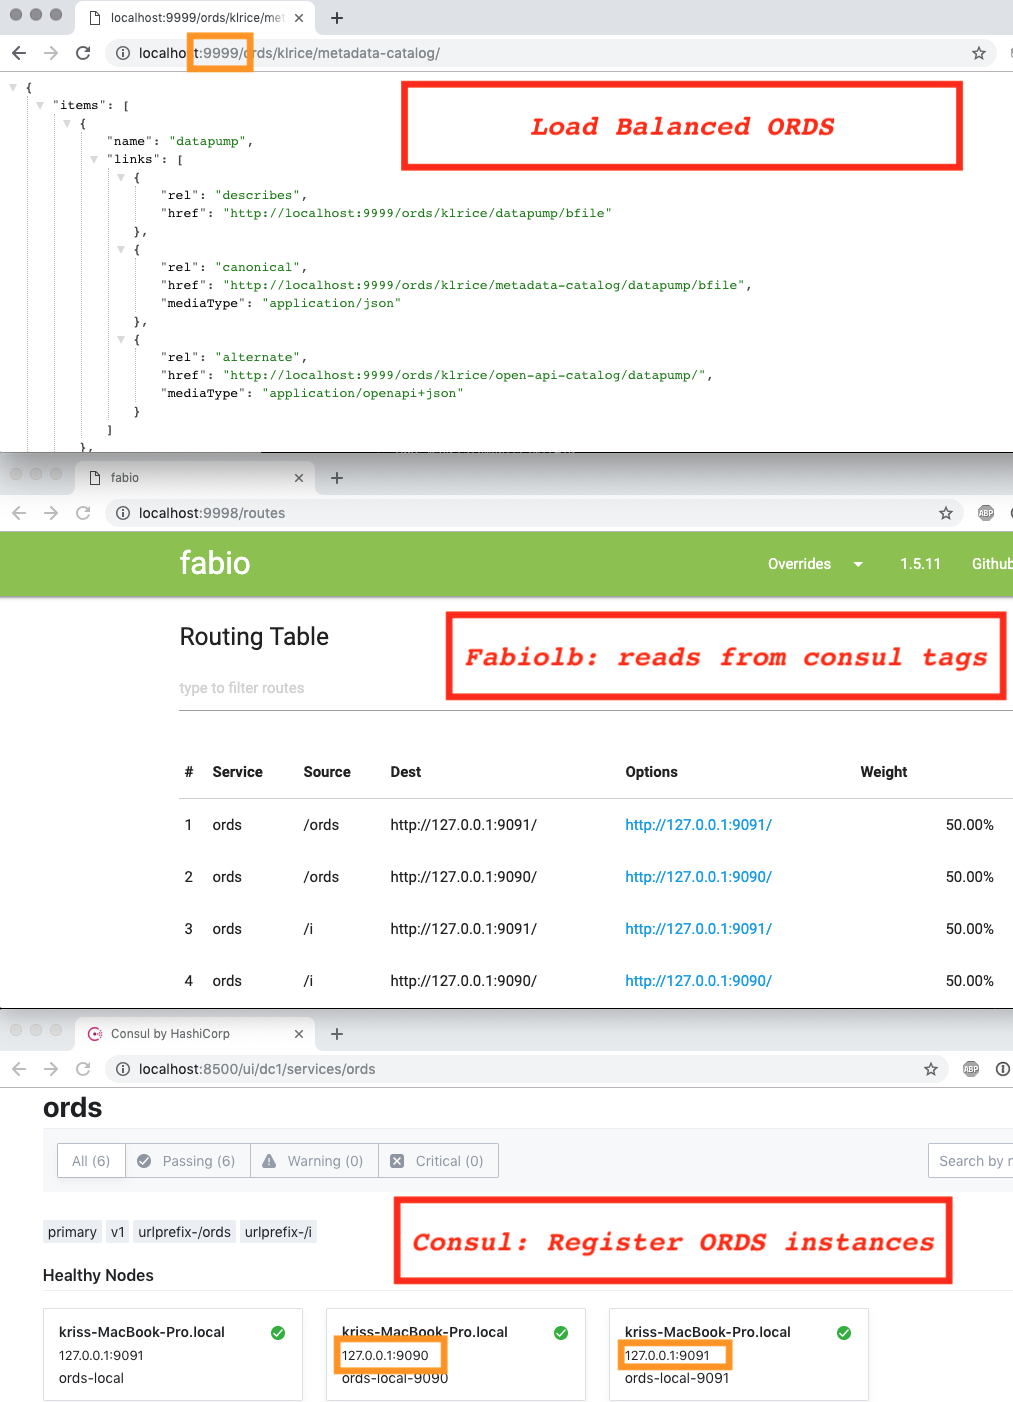 localhost:9999/ords/klrice/met
localhost:9999/ords/klrice/metadata-catalog/
Load Balanced ORDS
{
"items": [
{
"name": "datapump",
"links": [
{
"rel": "describes",
"href": "http://localhost:9999/ords/klrice/datapump/bfile"
},
{
"rel": "canonical",
"href": "http://localhost:9999/ords/klrice/metadata-catalog/datapump/bfile",
"mediaType": "application/json"
},
{
"rel": "alternate",
"href": "http://localhost:9999/ords/klrice/open-api-catalog/datapump/",
"mediaType": "application/openapi+json"
}
]
},
fabio
localhost:9998/routes
ABP
fabio Overrides 1.5.11 Github
Routing Table
Fabiolb: reads from consul tags
type to filter routes
# Service Source Dest Options Weight
1 ords /ords http://127.0.0.1:9091/ http://127.0.0.1:9091/ 50.00%
2 ords /ords http://127.0.0.1:9090/ http://127.0.0.1:9090/ 50.00%
3 ords /i http://127.0.0.1:9091/ http://127.0.0.1:9091/ 50.00%
4 ords /i http://127.0.0.1:9090/ http://127.0.0.1:9090/ 50.00%
Consul by HashiCorp
localhost:8500/ui/dc1/services/ords
ABP
ords
All (6) Passing (6) Warning (0) Critical (0) Search by
primary v1 urlprefix-/ords urlprefix-/i
Consul: Register ORDS instances
Healthy Nodes
kriss-MacBook-Pro.local kriss-MacBook-Pro.local kriss-MacBook-Pro.local
127.0.0.1:9091 127.0.0.1:9090 127.0.0.1:9091
ords-local ords-local-9090 ords-local-9091